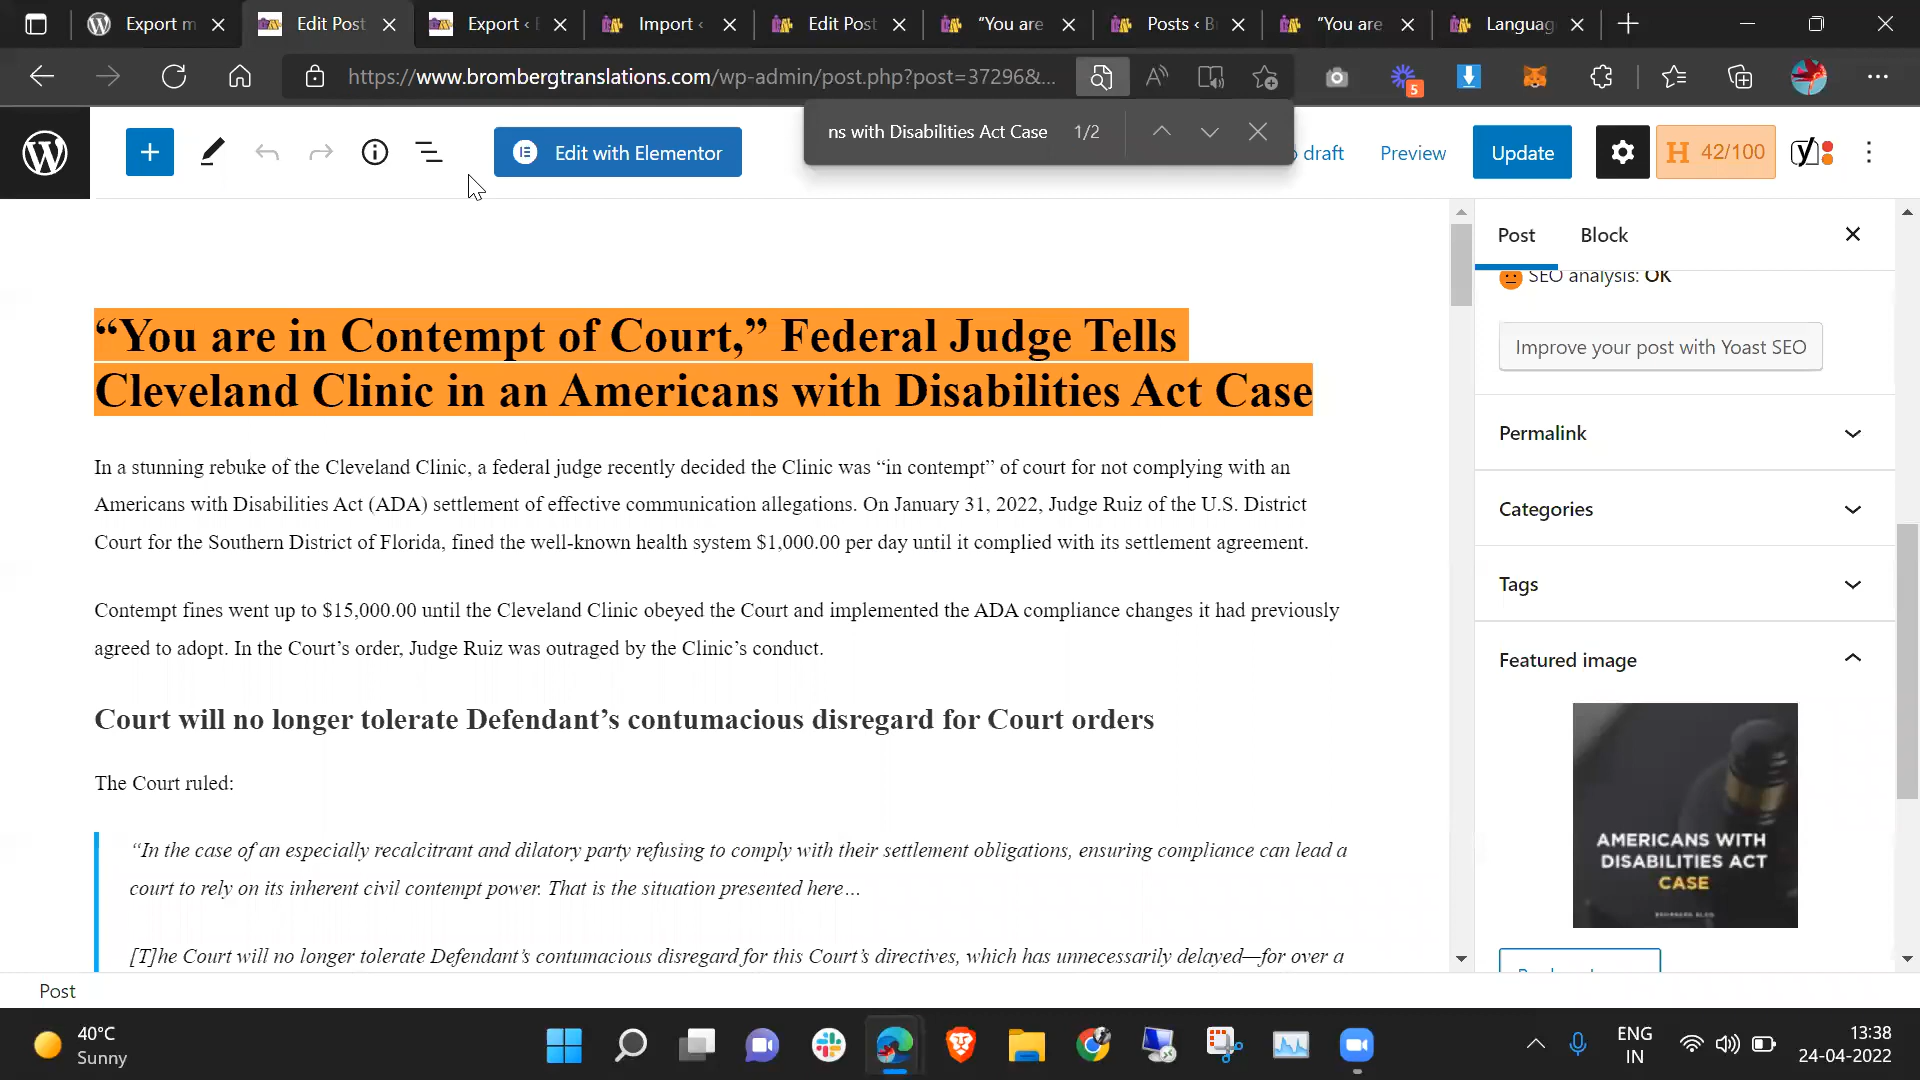 Export m
Edit Post
Export ‹
Import ‹
Edit Post
"You are
Posts ‹ B
"You are
Languag
https://www.brombergtranslations.com/wp-admin/post.php?post=37296&...
5
ns with Disabilities Act Case 1/2
Edit with Elementor
draft
Preview
Update
H 42/100
“You are in Contempt of Court,” Federal Judge Tells
Cleveland Clinic in an Americans with Disabilities Act Case
In a stunning rebuke of the Cleveland Clinic, a federal judge recently decided the Clinic was “in contempt” of court for not complying with an
Americans with Disabilities Act (ADA) settlement of effective communication allegations. On January 31, 2022, Judge Ruiz of the U.S. District
Court for the Southern District of Florida, fined the well-known health system $1,000.00 per day until it complied with its settlement agreement.
Contempt fines went up to $15,000.00 until the Cleveland Clinic obeyed the Court and implemented the ADA compliance changes it had previously
agreed to adopt. In the Court’s order, Judge Ruiz was outraged by the Clinic’s conduct.
Court will no longer tolerate Defendant’s contumacious disregard for Court orders
The Court ruled:
“In the case of an especially recalcitrant and dilatory party refusing to comply with their settlement obligations, ensuring compliance can lead a
court to rely on its inherent civil contempt power. That is the situation presented here…
[T]he Court will no longer tolerate Defendant’s contumacious disregard for this Court’s directives, which has unnecessarily delayed—for over a
Post
Block
SEO analysis: OK
Improve your post with Yoast SEO
Permalink
Categories
Tags
Featured image
AMERICANS WITH
DISABILITIES ACT
CASE
Post
40°C
Sunny
ENG
IN
13:38
24-04-2022